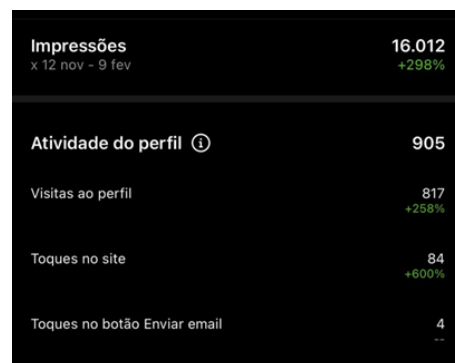 Impressões 16.012
x 12 nov - 9 fev +298%
Atividade do perfil 905
Visitas ao perfil 817
+258%
Toques no site 84
+600%
Toques no botão Enviar email 4
--